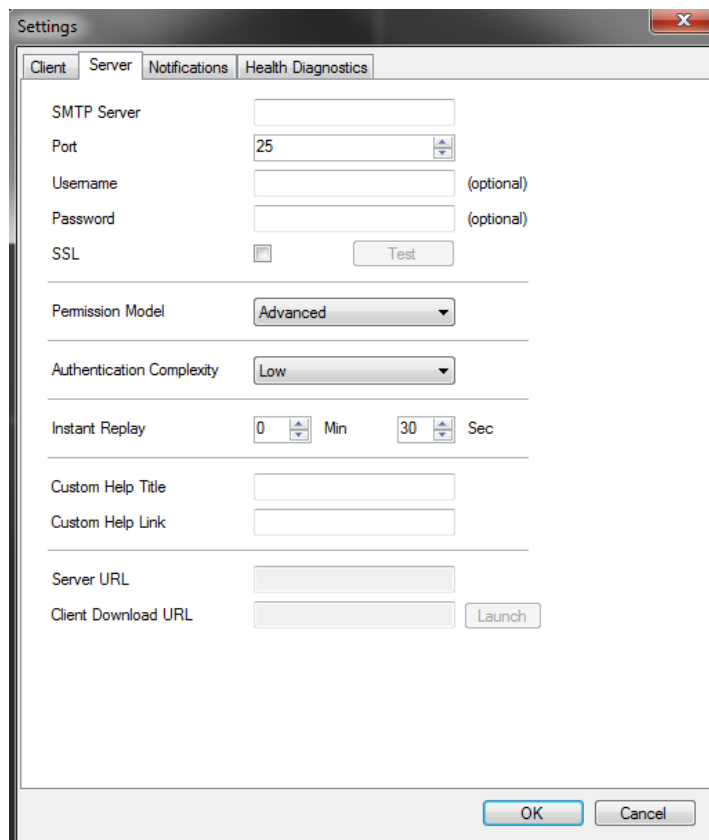 Settings
Client Server Notifications Health Diagnostics
SMTP Server
Port 25
Username (optional)
Password (optional)
SSL Test
Permission Model Advanced
Authentication Complexity Low
Instant Replay 0 Min 30 Sec
Custom Help Title
Custom Help Link
Server URL
Client Download URL Launch
OK Cancel